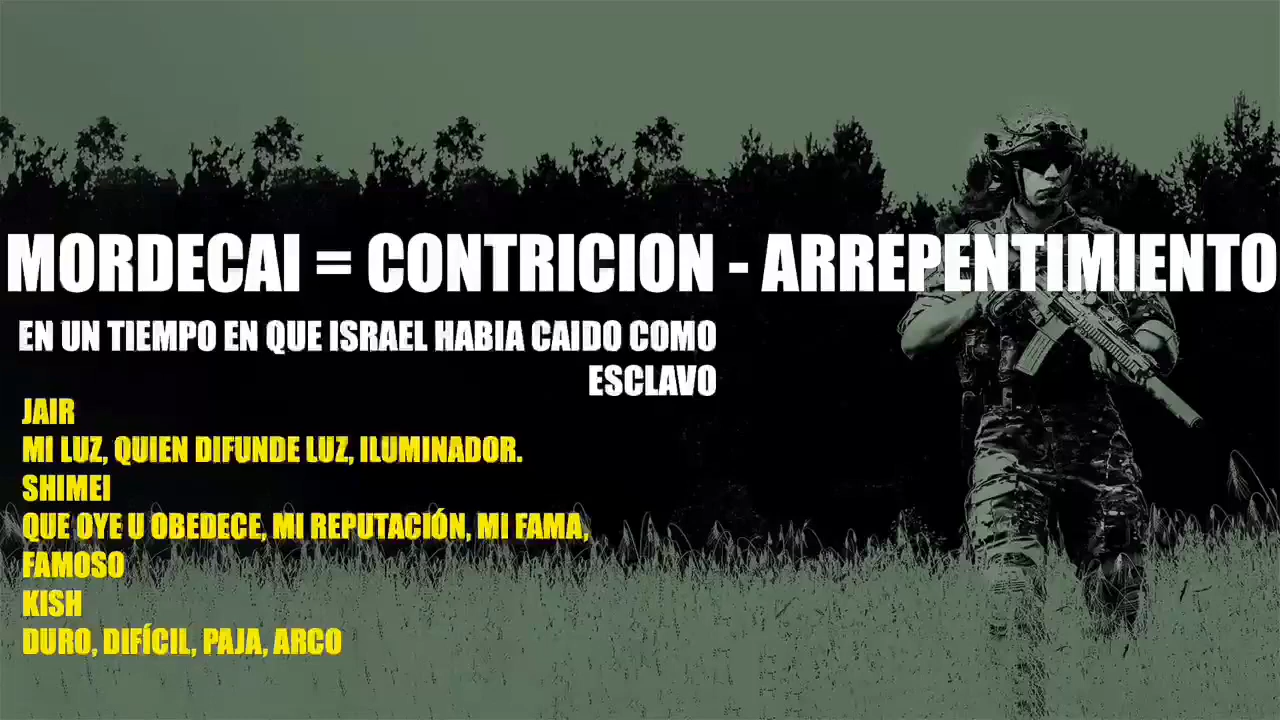 MORDECAI = CONTRICION - ARREPENTIMIENTO
EN UN TIEMPO EN QUE ISRAEL HABIA CAIDO COMO
ESCLAVO
JAIR
MI LUZ, QUIEN DIFUNDE LUZ, ILUMINADOR.
SHIMEI
QUE OYE U OBEDECE, MI REPUTACIÓN, MI FAMA,
FAMOSO
KISH
DURO, DIFÍCIL, PAJA, ARCO